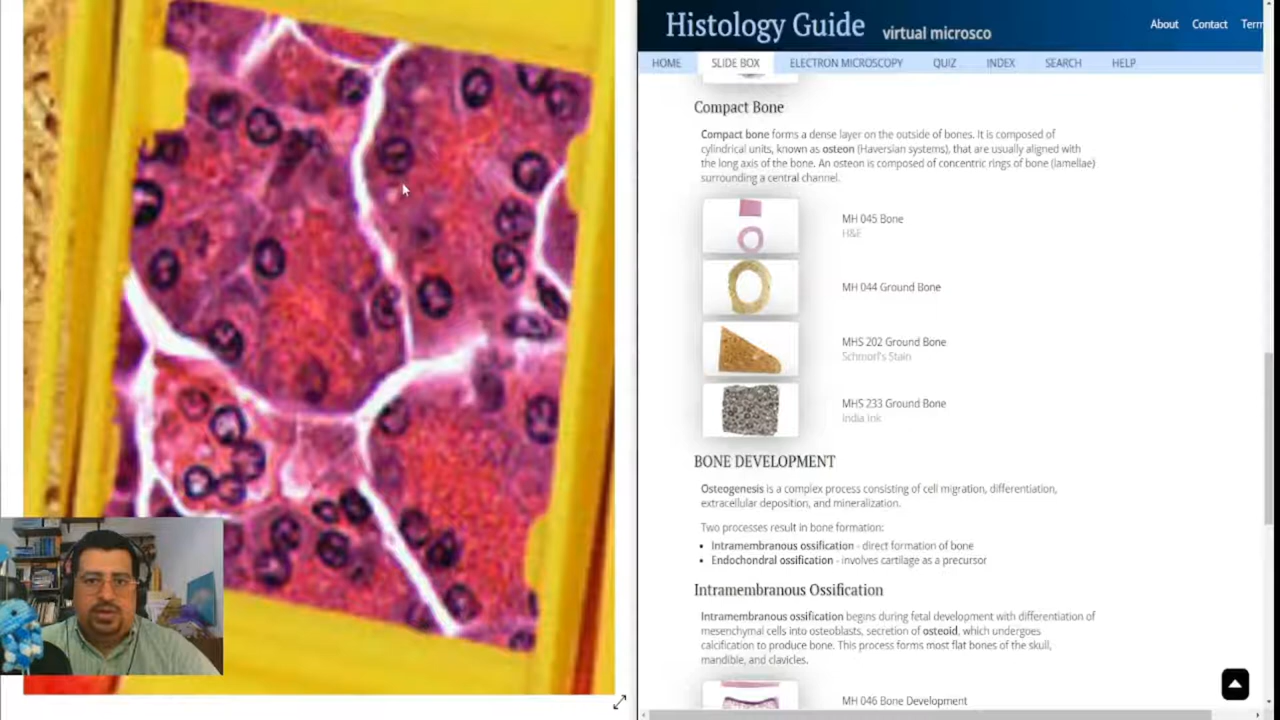 Histology Guide virtual microsco
About Contact Term
HOME SLIDE BOX ELECTRON MICROSCOPY QUIZ INDEX SEARCH HELP
Compact Bone
Compact bone forms a dense layer on the outside of bones. It is composed of
cylindrical units, known as osteon (Haversian systems), that are usually aligned with
the long axis of the bone. An osteon is composed of concentric rings of bone (lamellae)
surrounding a central channel.
MH 045 Bone
H&E
MH 044 Ground Bone
MHS 202 Ground Bone
Schmorl's Stain
MHS 233 Ground Bone
India Ink
BONE DEVELOPMENT
Osteogenesis is a complex process consisting of cell migration, differentiation,
extracellular deposition, and mineralization.
Two processes result in bone formation:
• Intramembranous ossification - direct formation of bone
• Endochondral ossification - involves cartilage as a precursor
Intramembranous Ossification
Intramembranous ossification begins during fetal development with differentiation of
mesenchymal cells into osteoblasts, secretion of osteoid, which undergoes
calcification to produce bone. This process forms most flat bones of the skull,
mandible, and clavicles.
MH 046 Bone Development